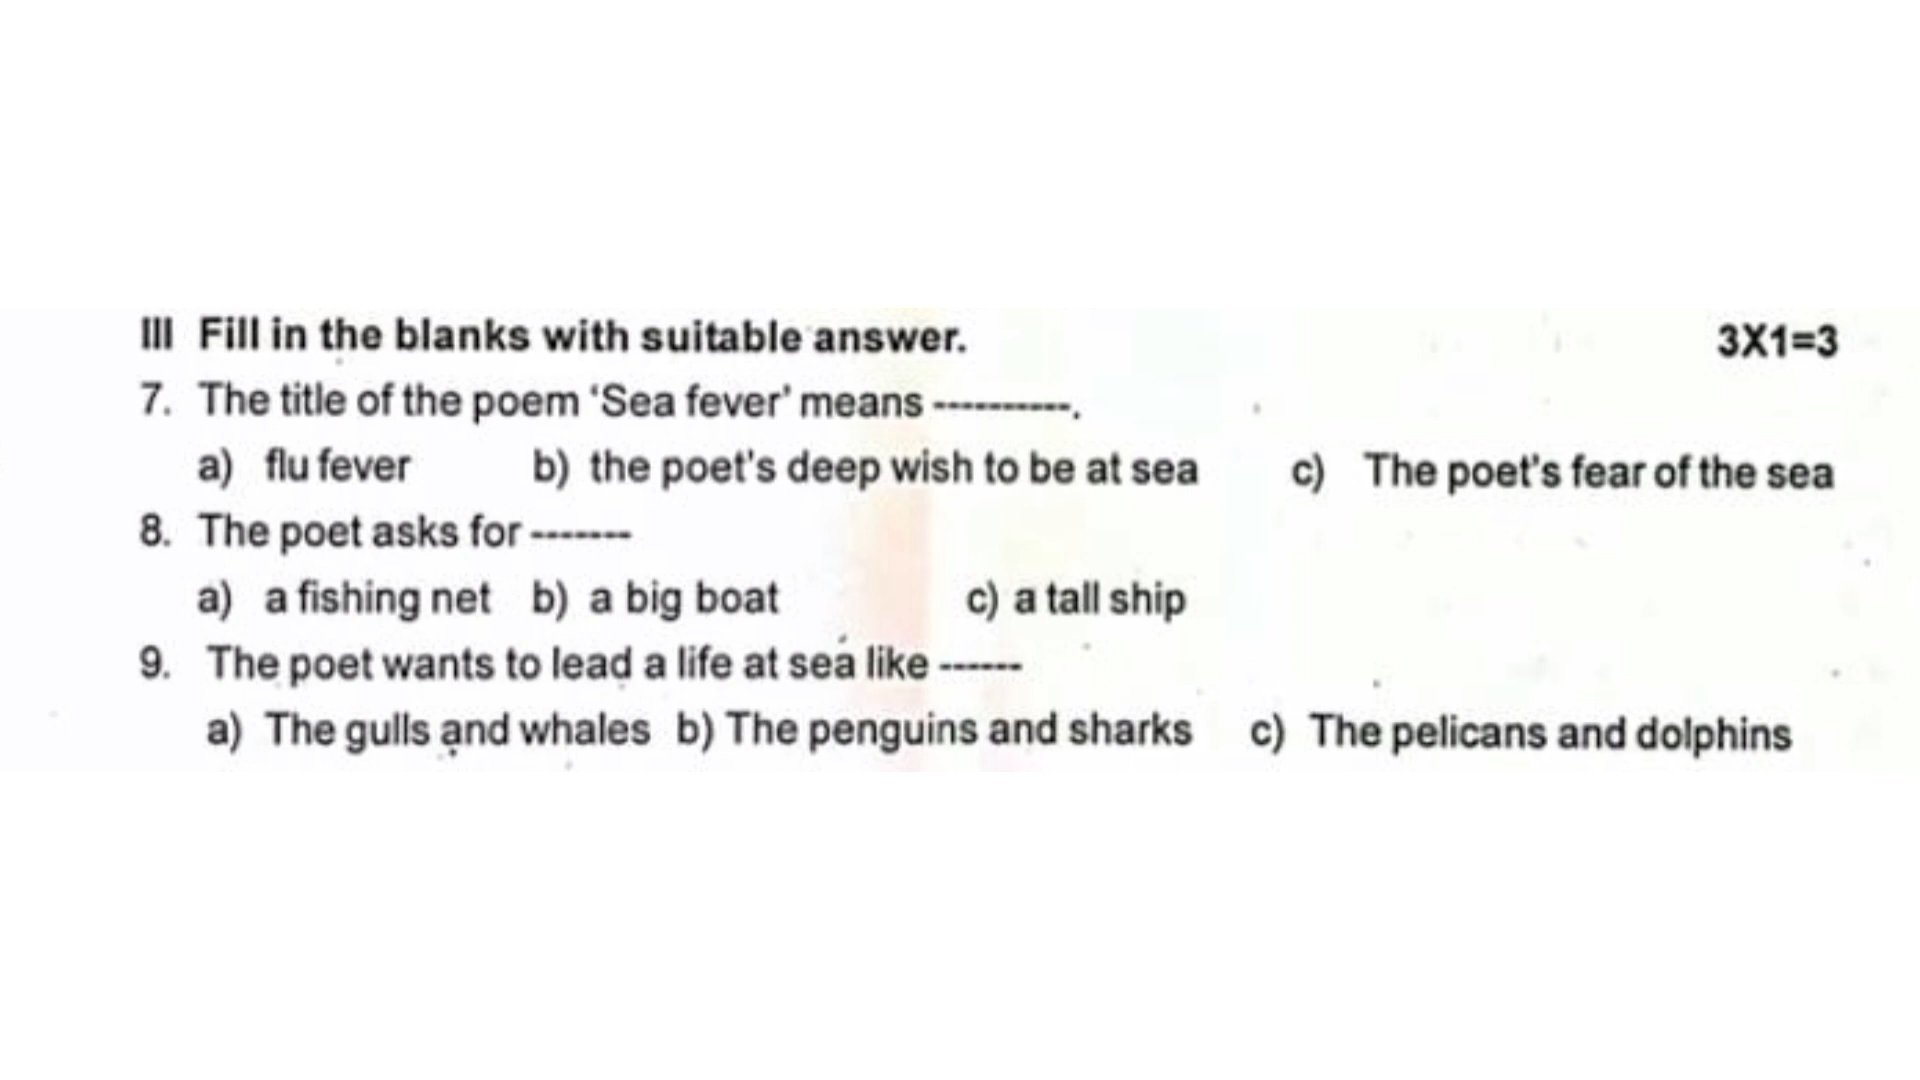 III Fill in the blanks with suitable answer. 3X1=3
7. The title of the poem ‘Sea fever’ means ----------.
a) flu fever b) the poet's deep wish to be at sea c) The poet's fear of the sea
8. The poet asks for -------
a) a fishing net b) a big boat c) a tall ship
9. The poet wants to lead a life at sea like ------
a) The gulls and whales b) The penguins and sharks c) The pelicans and dolphins